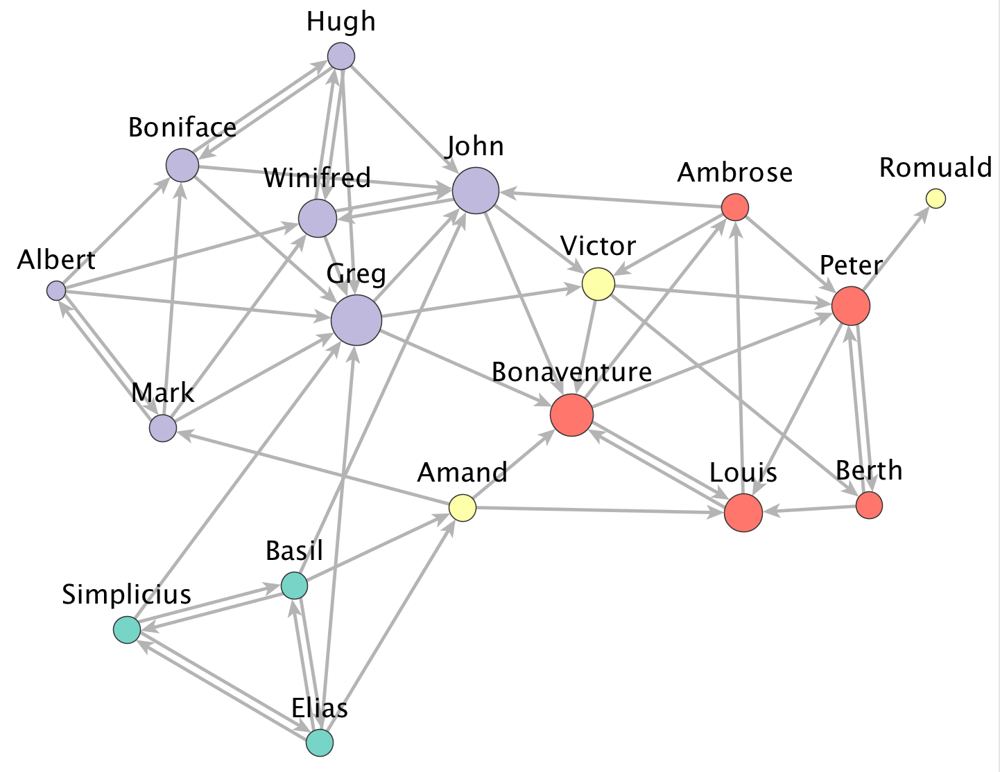 Hugh
Boniface
John
Winifred
Ambrose
Romuald
Victor
Albert
Greg
Peter
Bonaventure
Mark
Amand
Louis
Berth
Basil
Simplicius
Elias